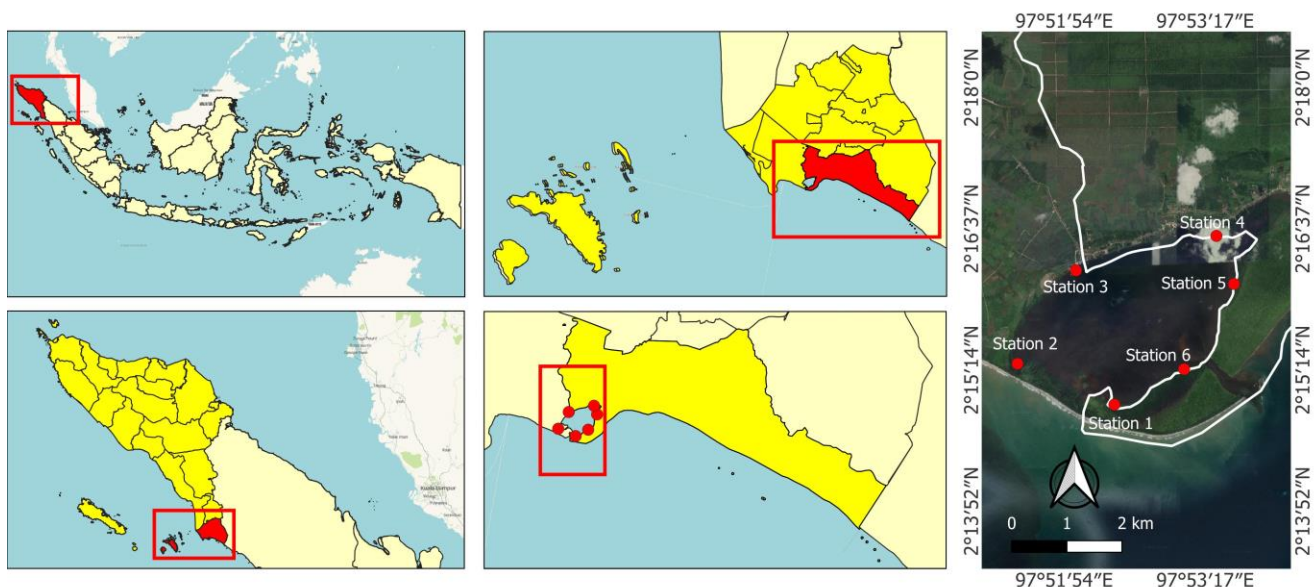 97°51′54″E
97°53′17″E
2°18′0″N
2°18′0″N
2°16′37″N
2°16′37″N
2°15′14″N
2°15′14″N
2°13′52″N
2°13′52″N
Station 4
Station 3
Station 5
Station 2
Station 6
Station 1
0
1
2 km
97°51′54″E
97°53′17″E